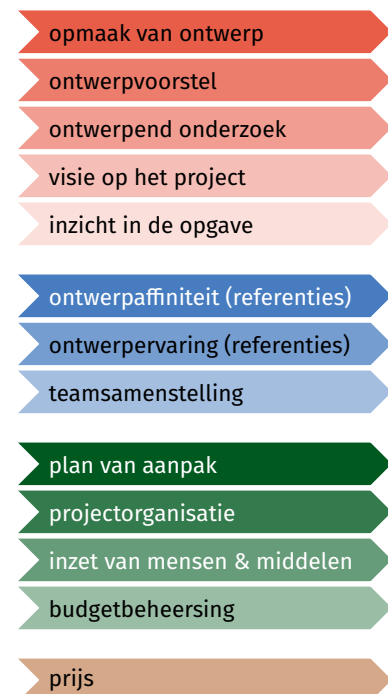 opmaak van ontwerp
ontwerpvoorstel
ontwerpend onderzoek
visie op het project
inzicht in de opgave
ontwerpaffiniteit (referenties)
ontwerpervaring (referenties)
teamsamenstelling
plan van aanpak
projectorganisatie
inzet van mensen & middelen
budgetbeheersing
prijs